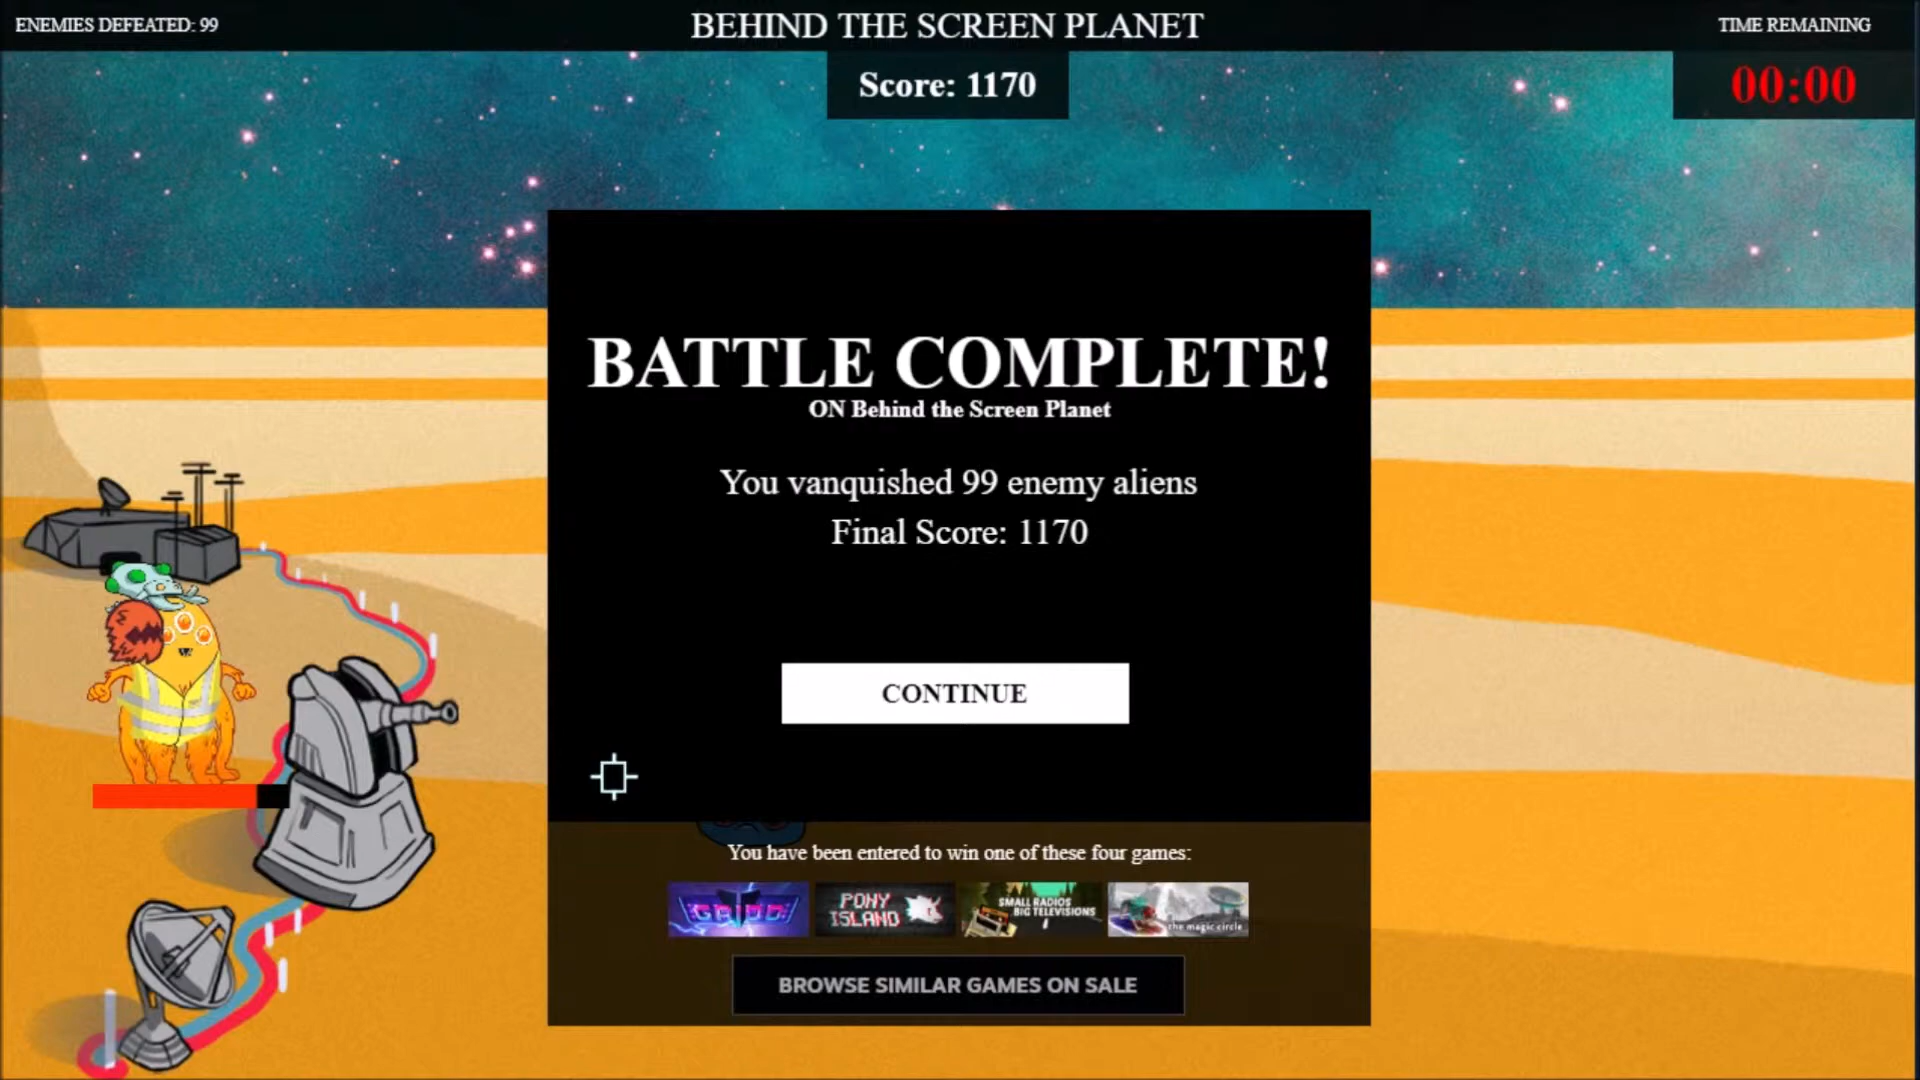 ENEMIES DEFEATED: 99
BEHIND THE SCREEN PLANET
TIME REMAINING
Score: 1170
00:00
BATTLE COMPLETE!
ON Behind the Screen Planet
You vanquished 99 enemy aliens
Final Score: 1170
CONTINUE
You have been entered to win one of these four games:
GRIDD
PONY
ISLAND
SMALL RADIOS
BIG TELEVISIONS
the magic circle
BROWSE SIMILAR GAMES ON SALE